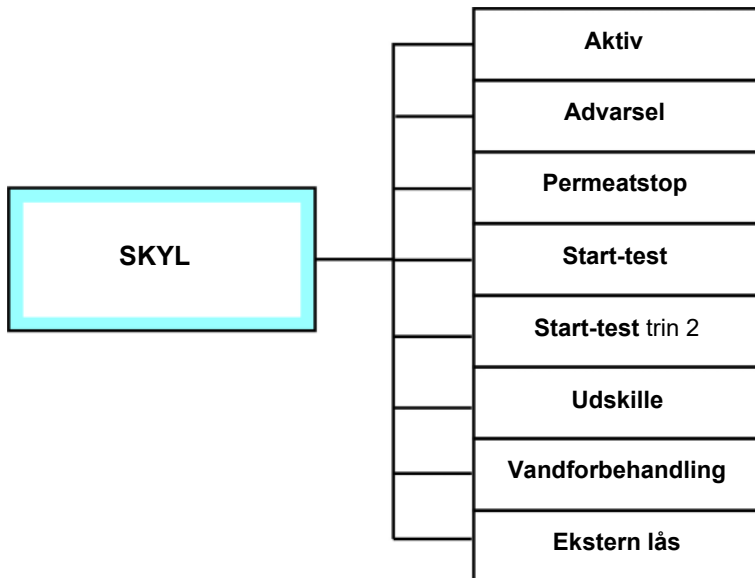 Aktiv
Advarsel
Permeatstop
SKYL
Start-test
Start-test trin 2
Udskille
Vandforbehandling
Ekstern lås